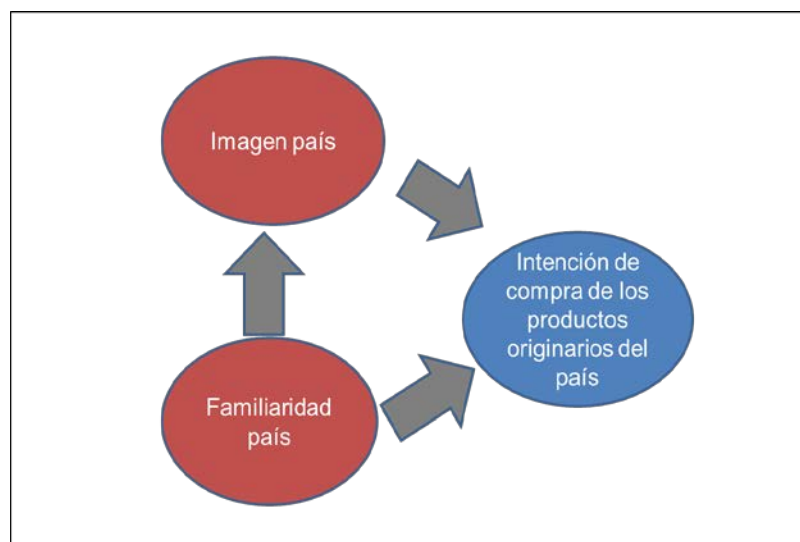 Imagen país
Intención de
compra de los
productos
originarios del
país
Familiaridad
país